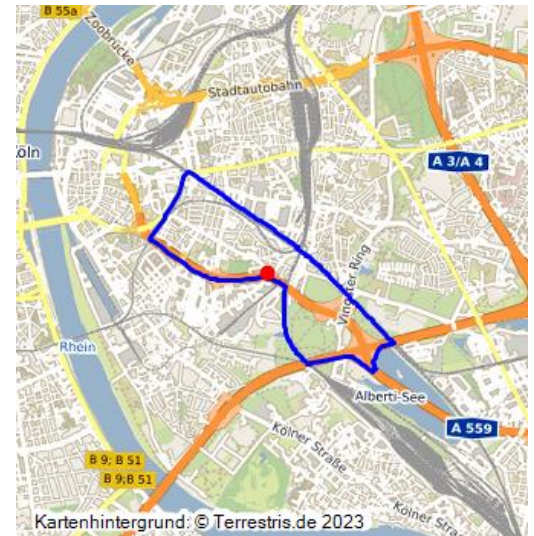 B 55a
Zoobrücke
Stadtautobahn
Köln
A 3/A 4
Vingster Ring
Rhein
Alberti-See
A 559
Kölner Straße
B 9; B 51
B 9;B 51
Kölner Straße
Kartenhintergrund: © Terrestris.de 2023